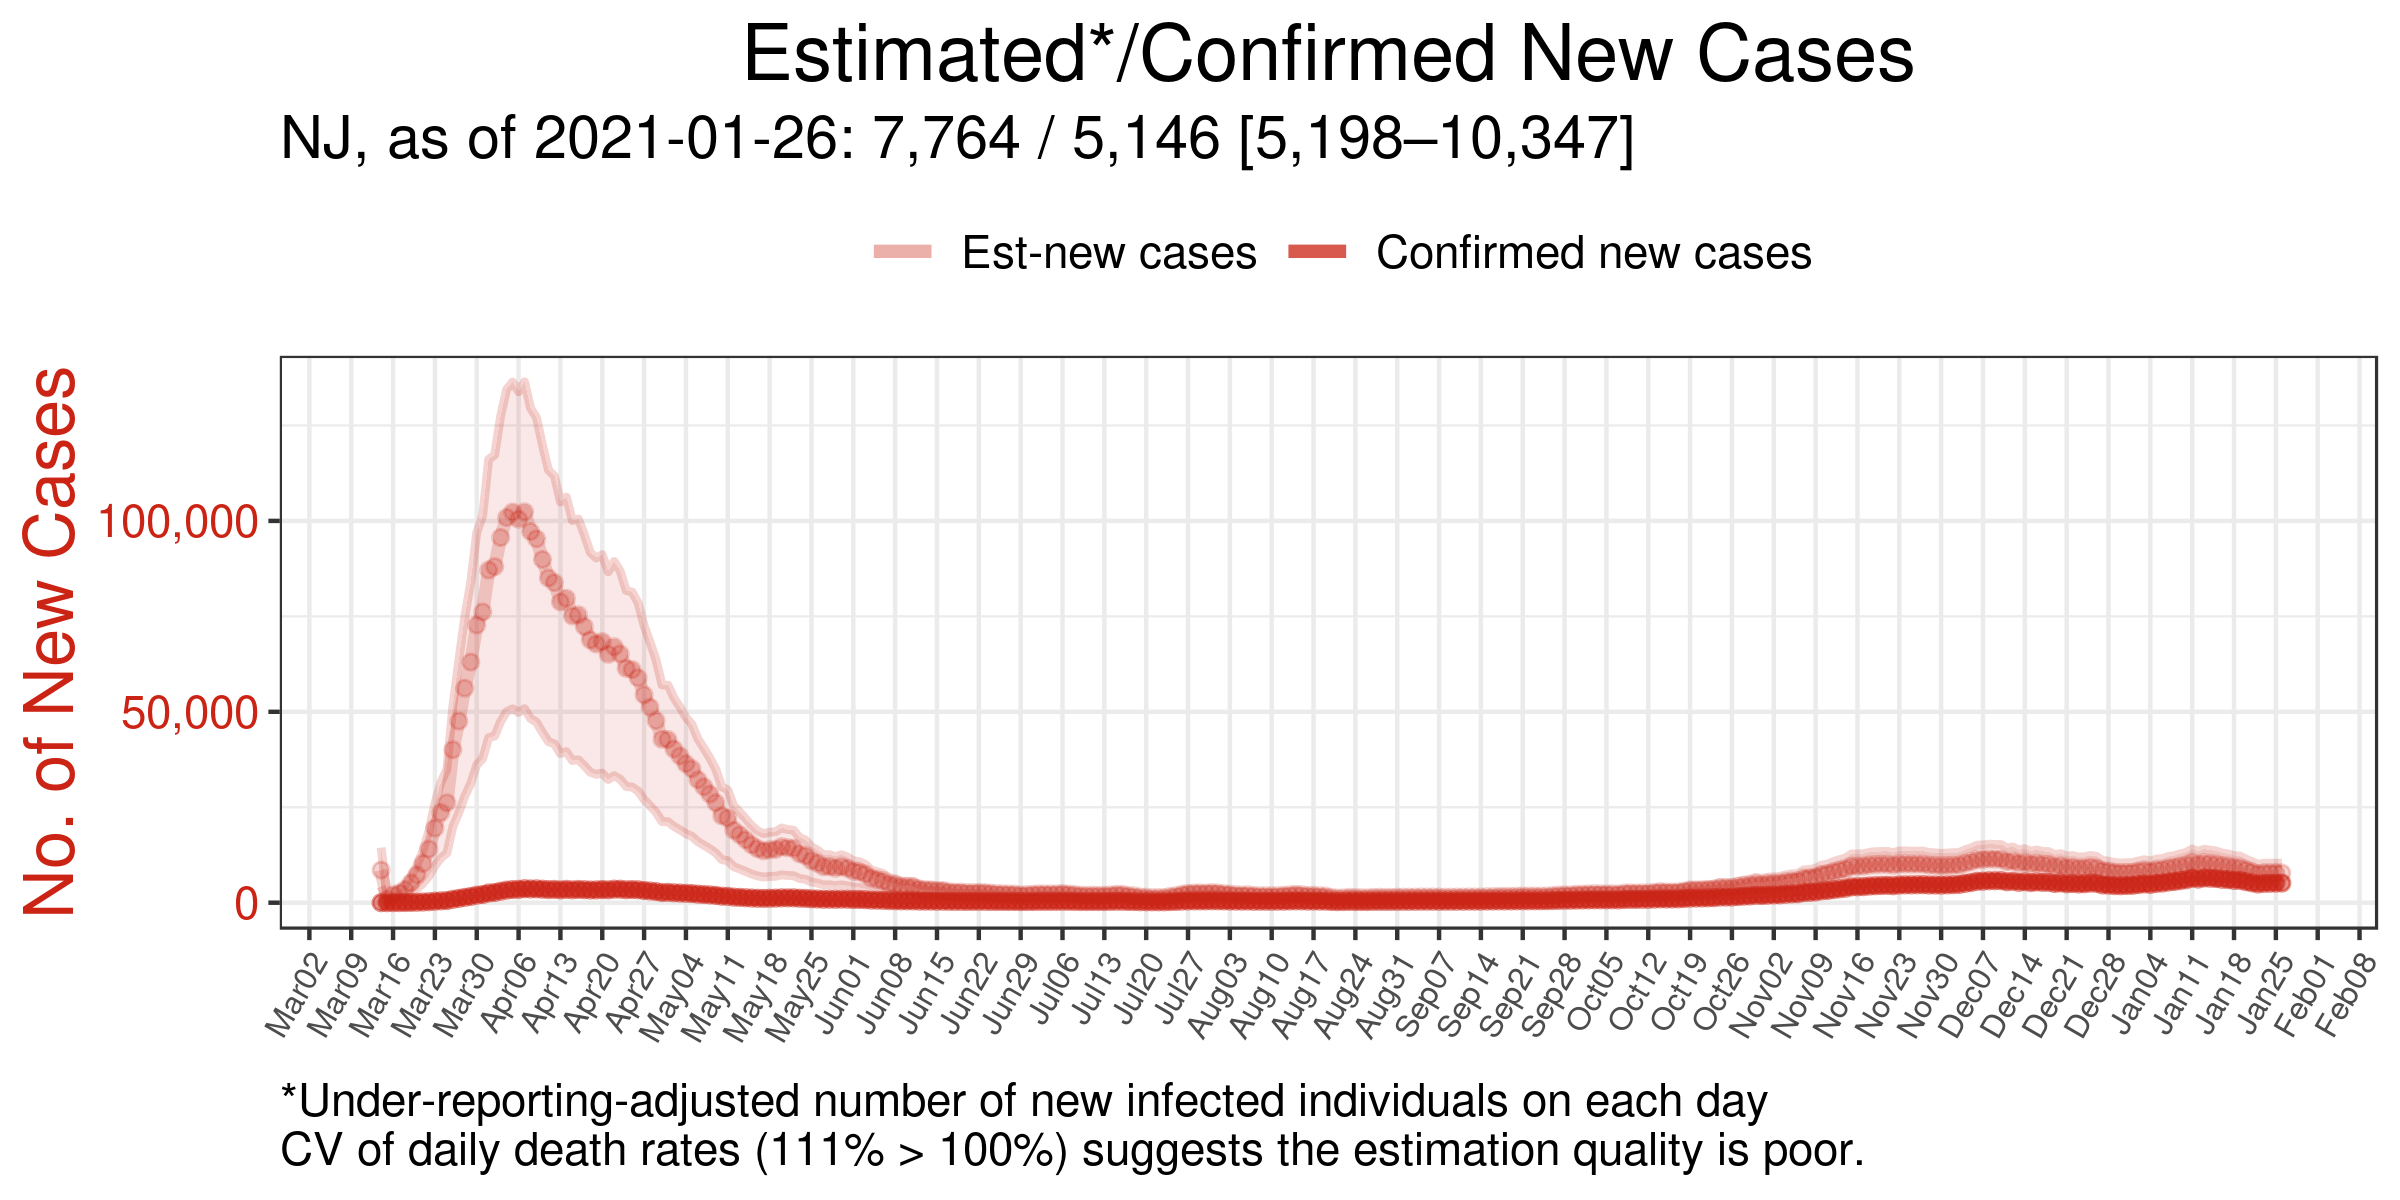 Estimated*/Confirmed New Cases
NJ, as of 2021-01-26: 7,764 / 5,146 [5,198–10,347]
Est-new cases
Confirmed new cases
No. of New Cases
100,000
50,000
0
Mar02
Mar09
Mar16
Mar23
Mar30
Apr06
Apr13
Apr20
Apr27
May04
May11
May18
May25
Jun01
Jun08
Jun15
Jun22
Jun29
Jul06
Jul13
Jul20
Jul27
Aug03
Aug10
Aug17
Aug24
Aug31
Sep07
Sep14
Sep21
Sep28
Oct05
Oct12
Oct19
Oct26
Nov02
Nov09
Nov16
Nov23
Nov30
Dec07
Dec14
Dec21
Dec28
Jan04
Jan11
Jan18
Jan25
Feb01
Feb08
*Under-reporting-adjusted number of new infected individuals on each day
CV of daily death rates (111% > 100%) suggests the estimation quality is poor.